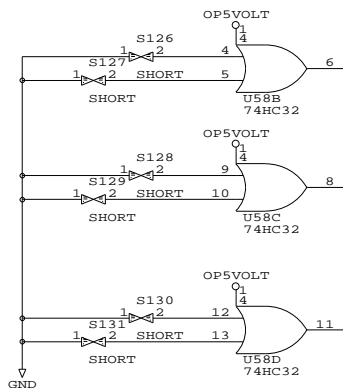 OP5VOLT
1
4
S126
1 2 4 6
S127
1 2 SHORT 5
SHORT
U58B
74HC32
OP5VOLT
1
4
S128
1 2 9 8
S129
1 2 SHORT 10
SHORT
U58C
74HC32
OP5VOLT
1
4
S130
1 2 12 11
S131
1 2 SHORT 13
SHORT
U58D
74HC32
GND